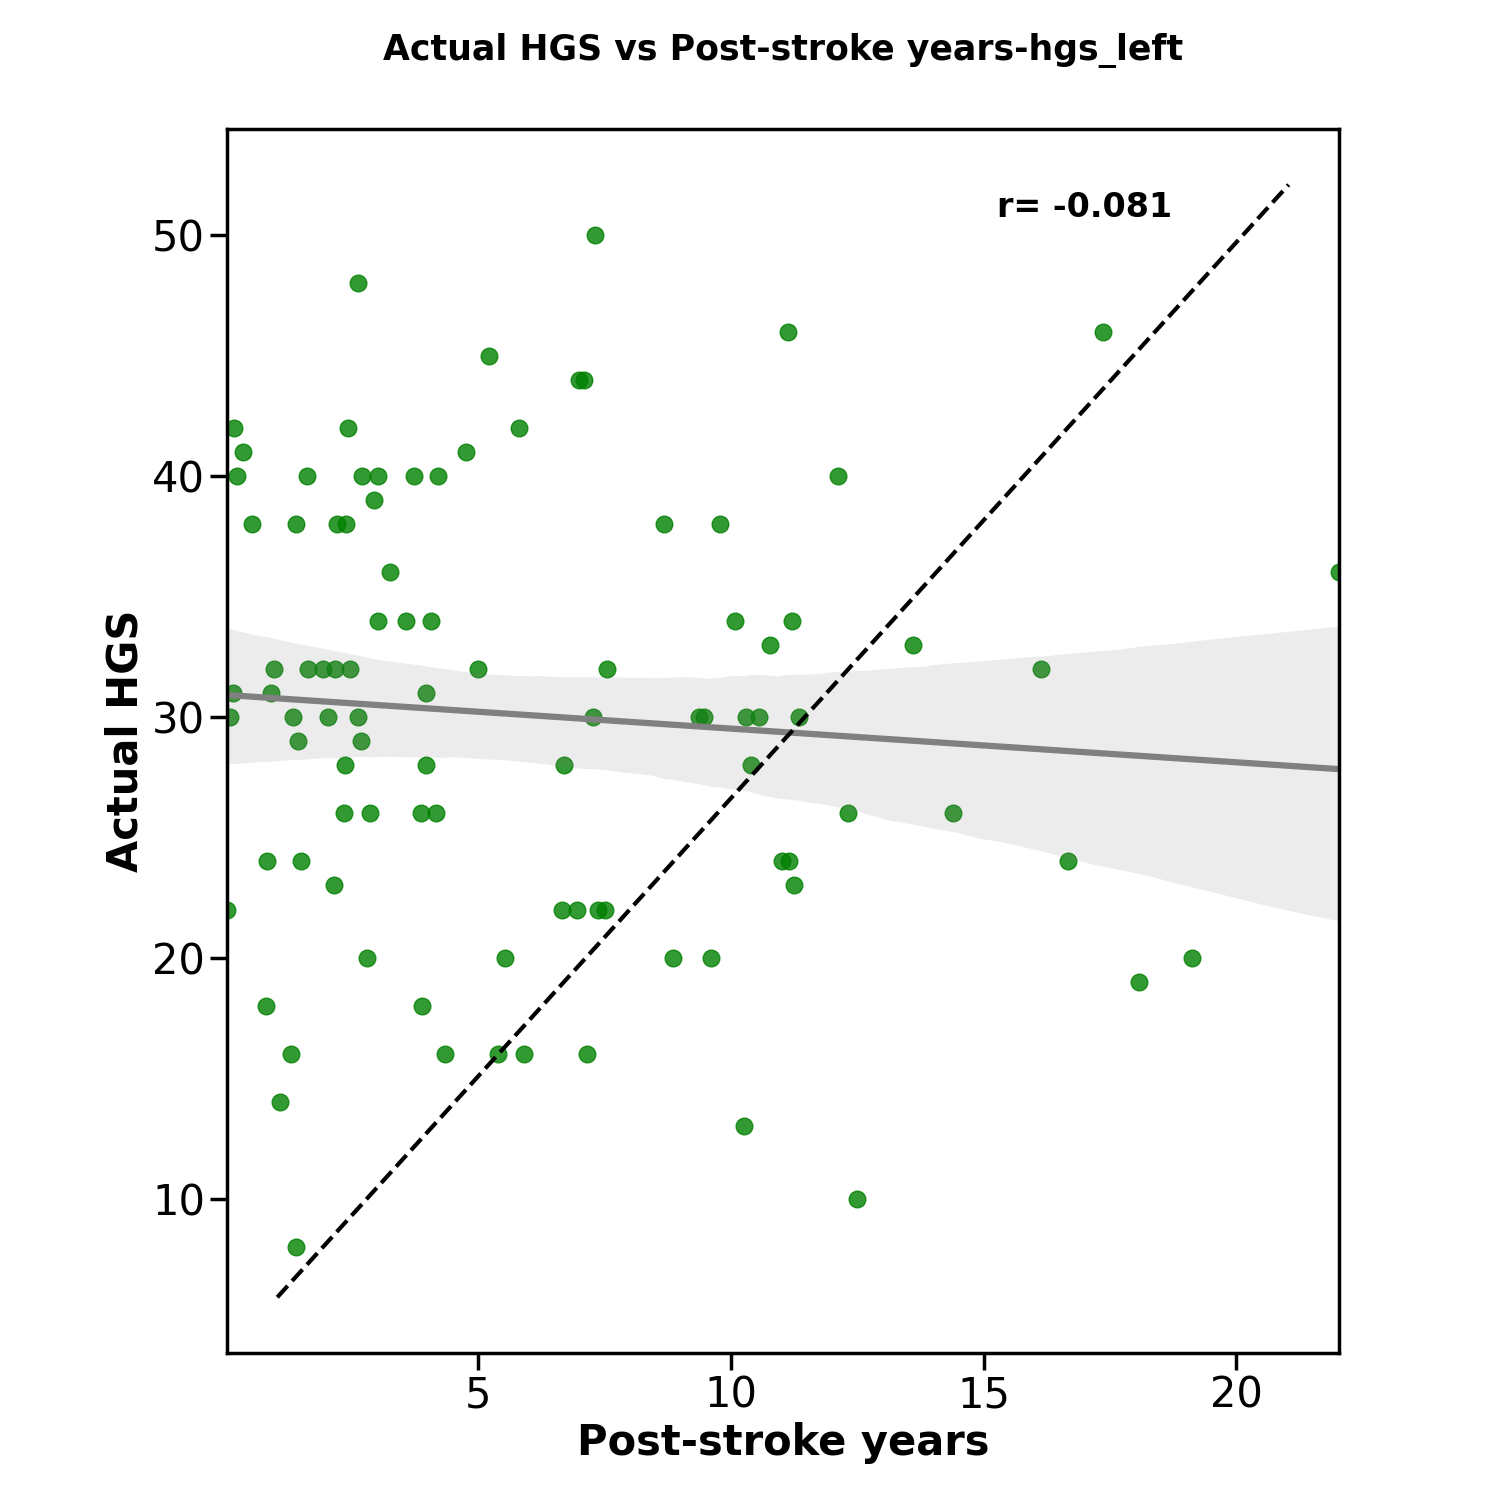 Actual HGS vs Post-stroke years-hgs_left
r= -0.081
50
40
30
20
10
Actual HGS
5 10 15 20
Post-stroke years